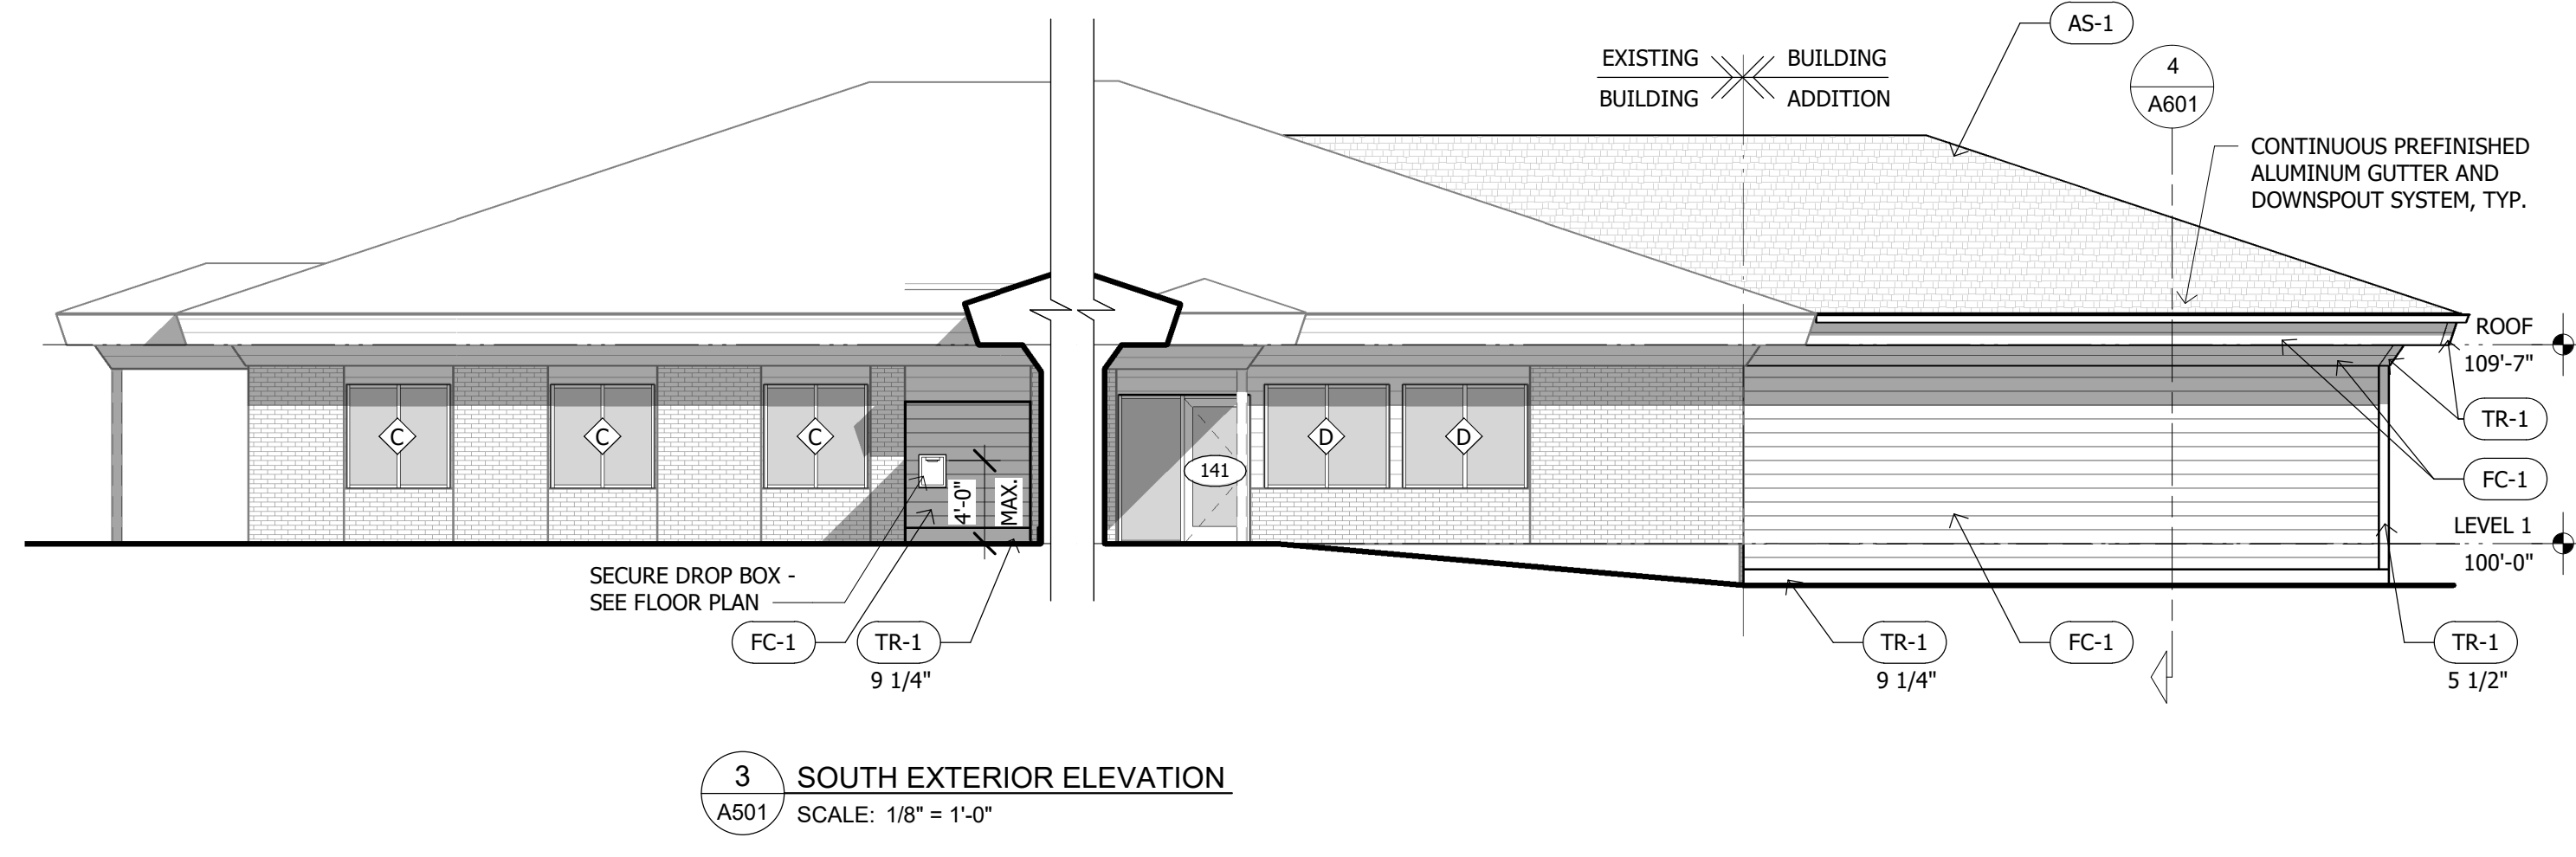 AS-1
EXISTING BUILDING
BUILDING ADDITION
4
A601
CONTINUOUS PREFINISHED
ALUMINUM GUTTER AND
DOWNSPOUT SYSTEM, TYP.
ROOF
109'-7"
C
C
C
D
D
141
TR-1
FC-1
4'-0"
MAX.
LEVEL 1
100'-0"
SECURE DROP BOX -
SEE FLOOR PLAN
FC-1
TR-1
9 1/4"
TR-1
9 1/4"
FC-1
TR-1
5 1/2"
3
A501
SOUTH EXTERIOR ELEVATION
SCALE: 1/8" = 1'-0"